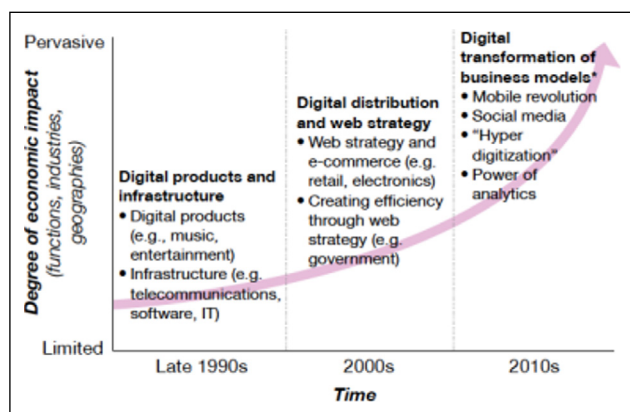 Pervasive
Degree of economic impact
(functions, industries,
geographies)
Limited
Digital products and
infrastructure
• Digital products
(e.g., music,
entertainment)
• Infrastructure (e.g.
telecommunications,
software, IT)
Digital distribution
and web strategy
• Web strategy and
e-commerce (e.g.
retail, electronics)
• Creating efficiency
through web
strategy (e.g.
government)
Digital
transformation of
business models*
• Mobile revolution
• Social media
• “Hyper
digitization”
• Power of
analytics
Late 1990s
2000s
2010s
Time